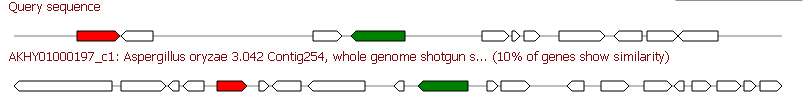 Query sequence
AKHY01000197_c1: Aspergillus oryzae 3.042 Contig254, whole genome shotgun s... (10% of genes show similarity)